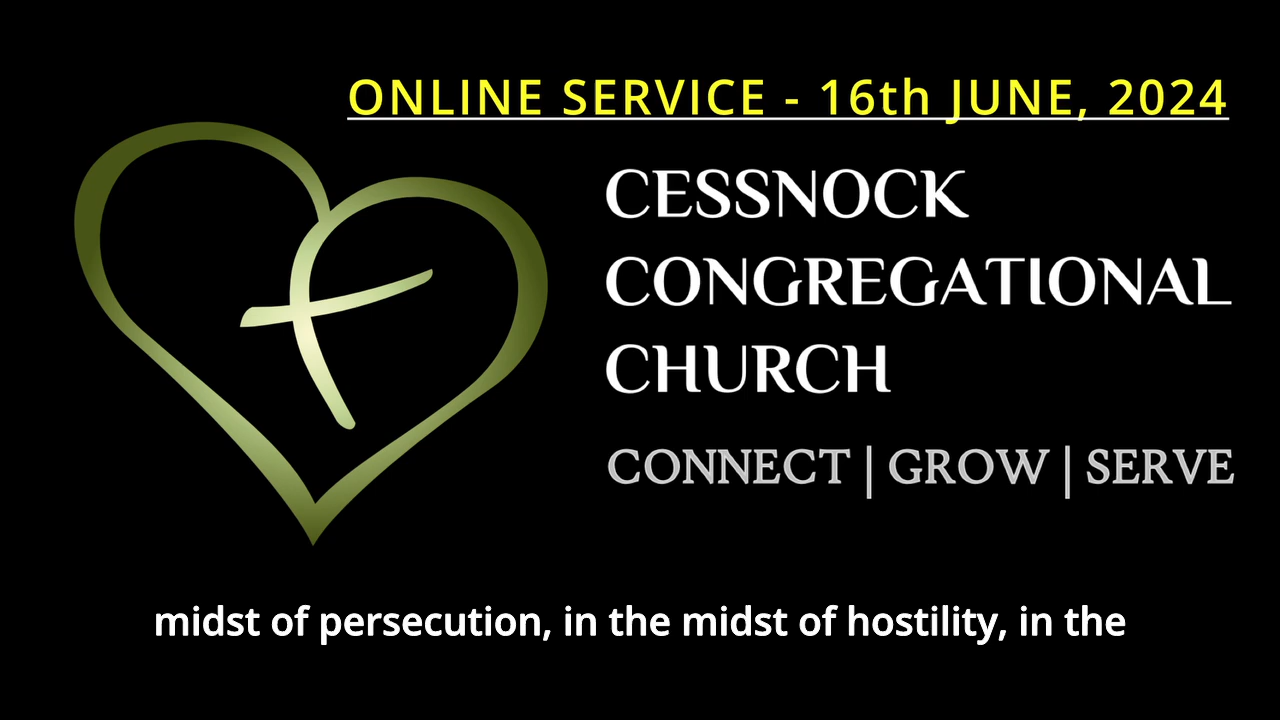 ONLINE SERVICE - 16th JUNE, 2024
CESSNOCK
CONGREGATIONAL
CHURCH
CONNECT | GROW | SERVE
midst of persecution, in the midst of hostility, in the